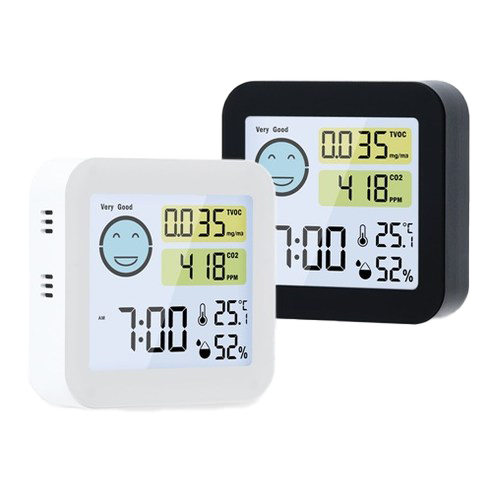 Very Good
0.035 TVOC mg/m3
418 CO2 PPM
AM 7:00 25.1 °C
52%
Very Good
0.035 TVOC mg/m3
418 CO2 PPM
7:00 25.1 °C
52%